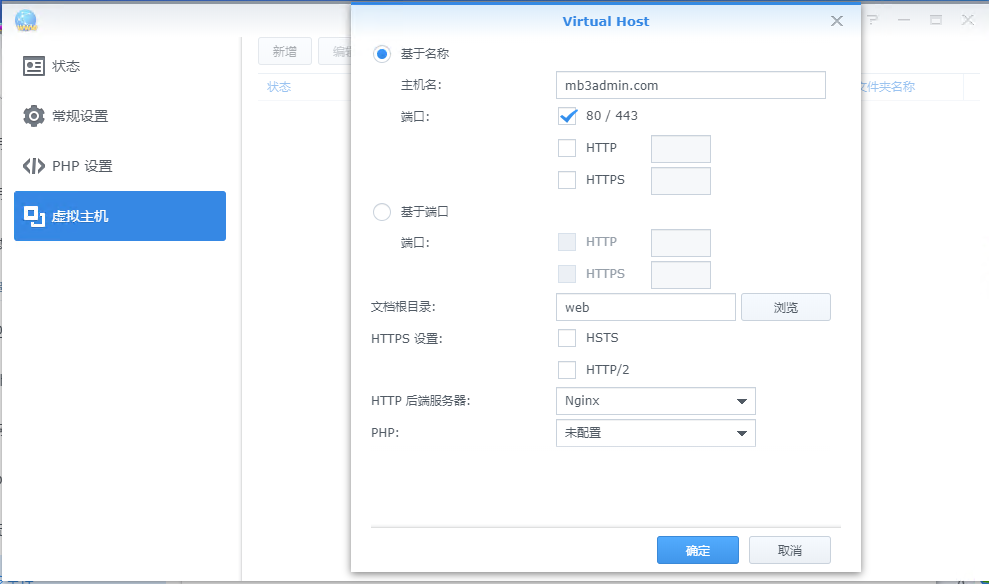 Virtual Host
状态
常规设置
PHP 设置
虚拟主机
新增
状态
文件夹名称
基于名称
主机名:
mb3admin.com
端口:
80 / 443
HTTP
HTTPS
基于端口
端口:
HTTP
HTTPS
文档根目录:
web
浏览
HTTPS 设置:
HSTS
HTTP/2
HTTP 后端服务器:
Nginx
PHP:
未配置
确定
取消